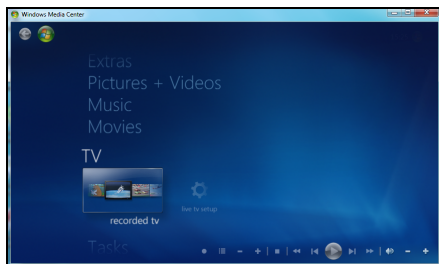 Windows Media Center
Extras
Pictures + Videos
Music
Movies
TV
recorded tv
live tv setup
Tasks